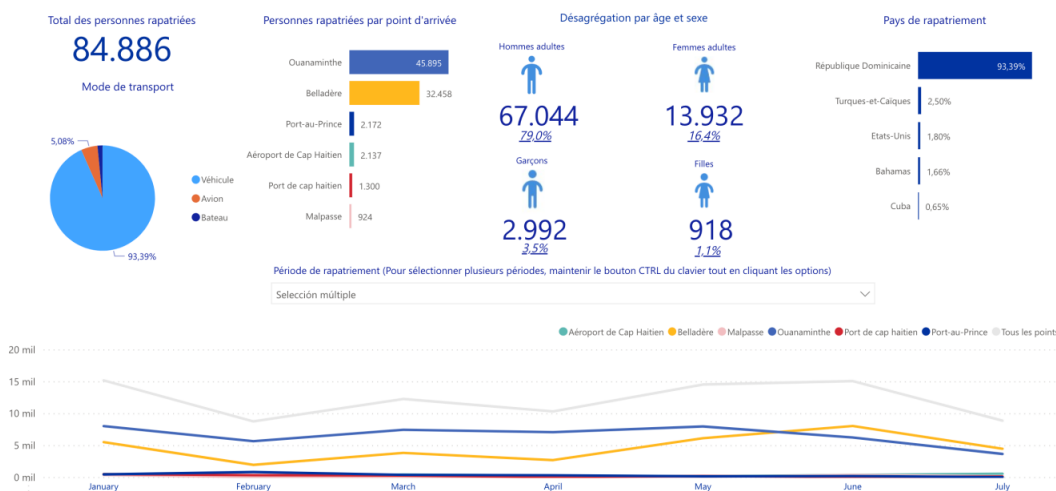 Total des personnes rapatriées
84.886
Mode de transport
5,08%
93,39%
Véhicule
Avion
Bateau
Personnes rapatriées par point d'arrivée
Ouanaminthe 45.895
Belladère 32.458
Port-au-Prince 2.172
Aéroport de Cap Haitien 2.137
Port de cap haitien 1.300
Malpasse 924
Désagrégation par âge et sexe
Hommes adultes
67.044
79,0%
Femmes adultes
13.932
16,4%
Garçons
2.992
3,5%
Filles
918
1,1%
Pays de rapatriement
République Dominicaine 93,39%
Turques-et-Caïques 2,50%
Etats-Unis 1,80%
Bahamas 1,66%
Cuba 0,65%
Période de rapatriement (Pour sélectionner plusieurs périodes, maintenir le bouton CTRL du clavier tout en cliquant les options)
Selección múltiple
Aéroport de Cap Haitien Belladère Malpasse Ouanaminthe Port de cap haitien Port-au-Prince Tous les points
20 mil
15 mil
10 mil
5 mil
0 mil
January February March April May June July